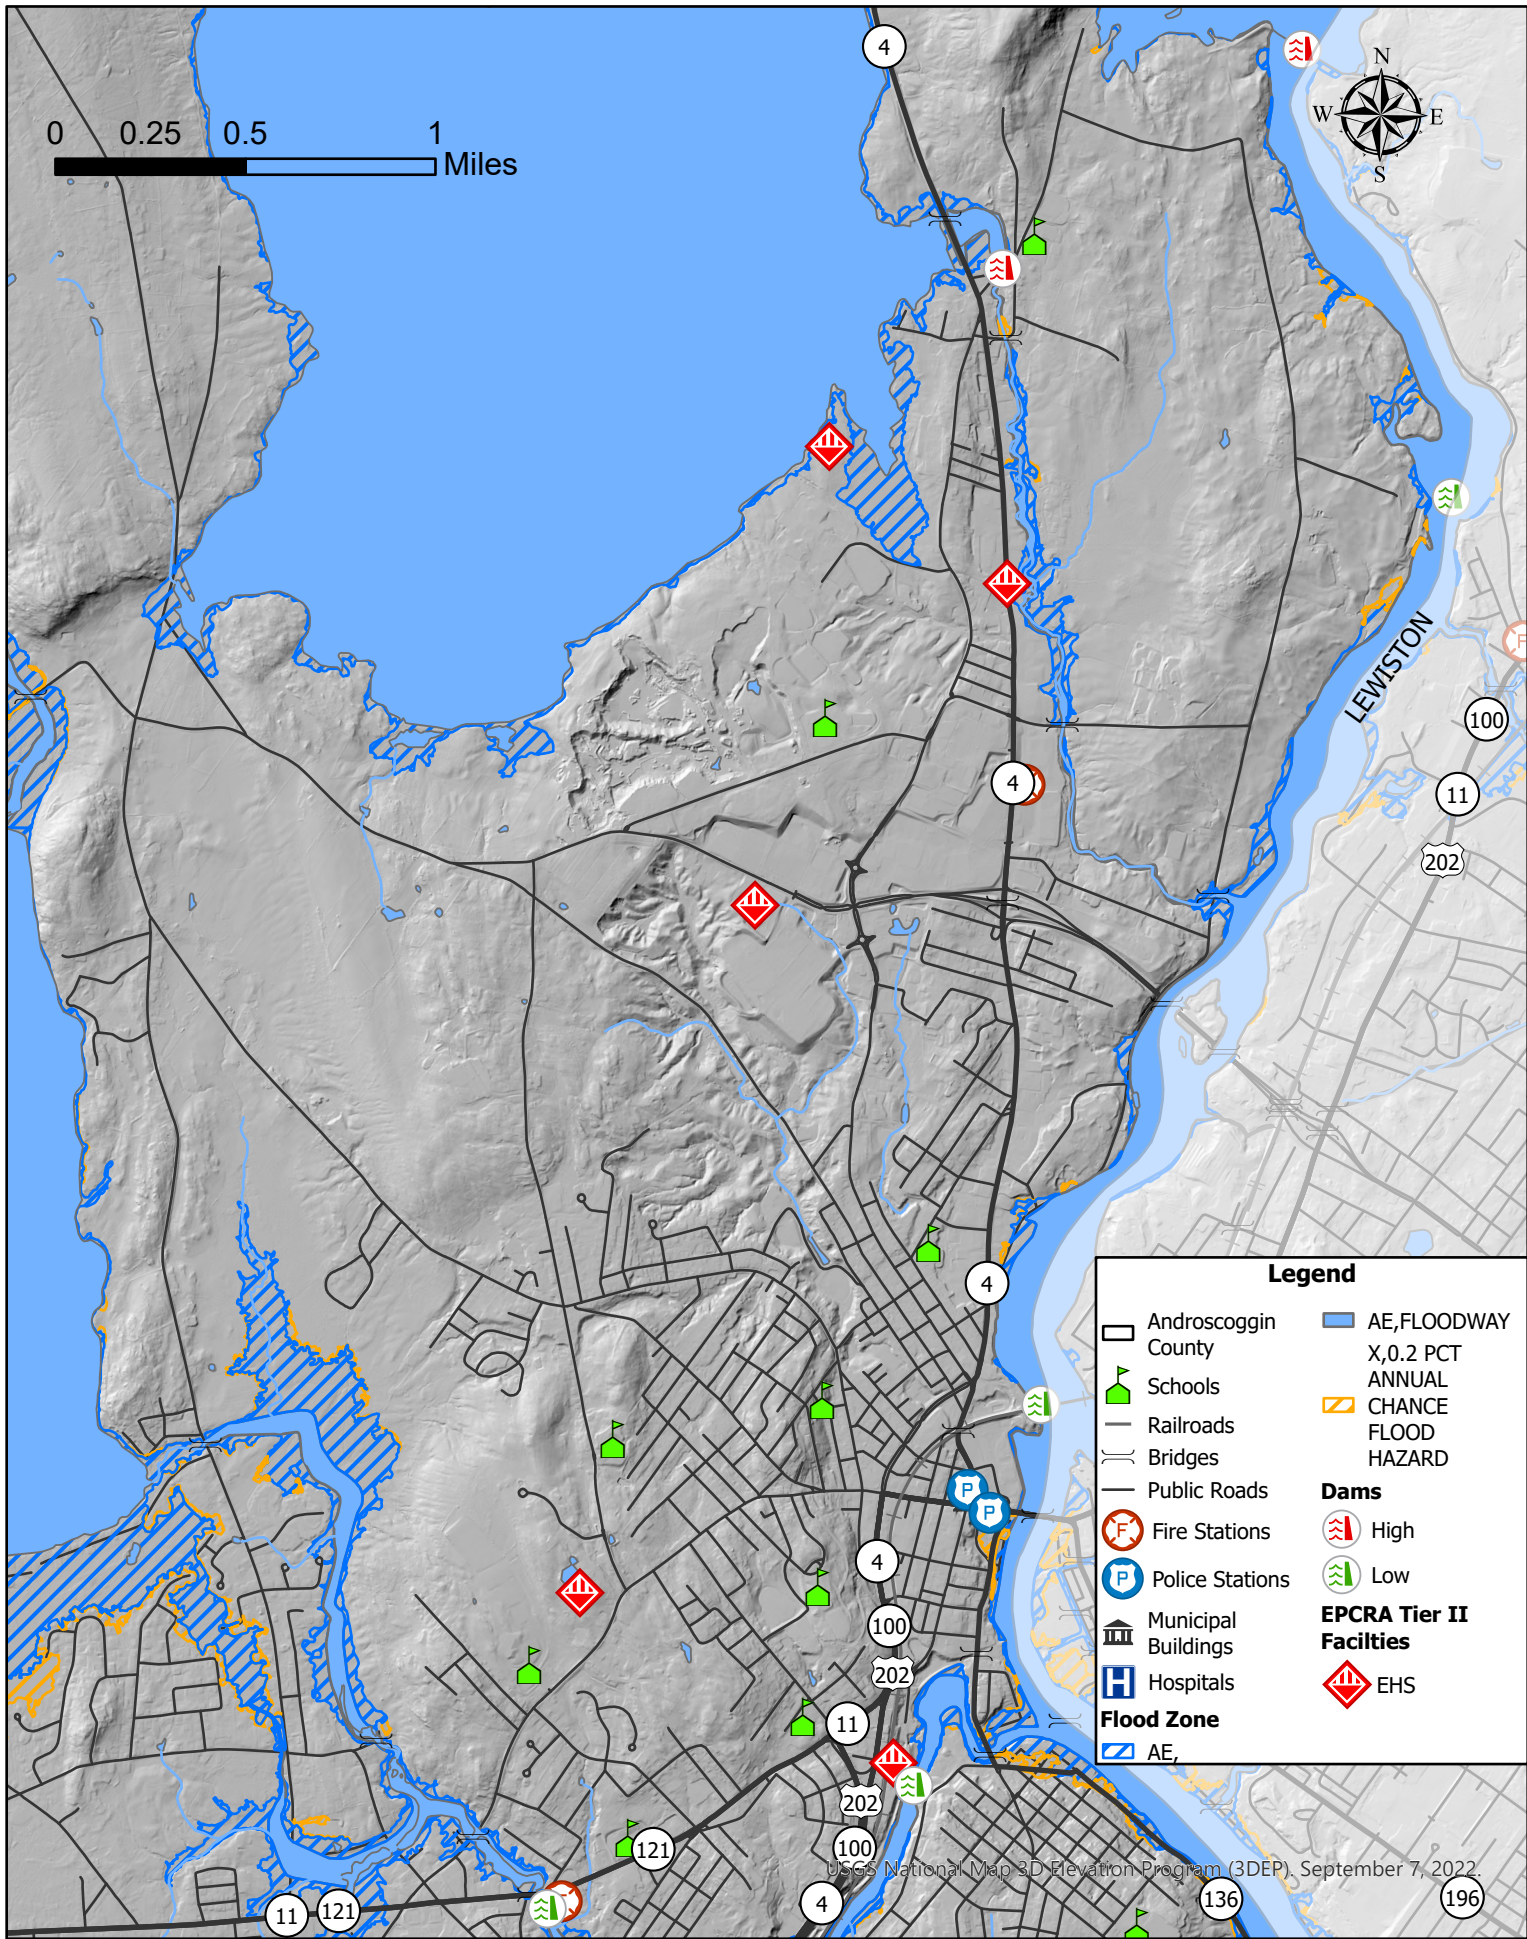 4
N
W E
S
0 0.25 0.5 1
Miles
F
LEWISTON
100
4
11
202
4
Legend
Androscoggin
County
Schools
Railroads
Bridges
Public Roads
F Fire Stations
P Police Stations
Municipal
Buildings
H Hospitals
Flood Zone
AE,
AE,FLOODWAY
X,0.2 PCT
ANNUAL
CHANCE
FLOOD
HAZARD
Dams
High
Low
EPCRA Tier II
Facilties
EHS
P
P
4
100
202
11
202
121
100
USGS National Map 3D Elevation Program (3DEP). September 7, 2022.
11
121
4
136
196